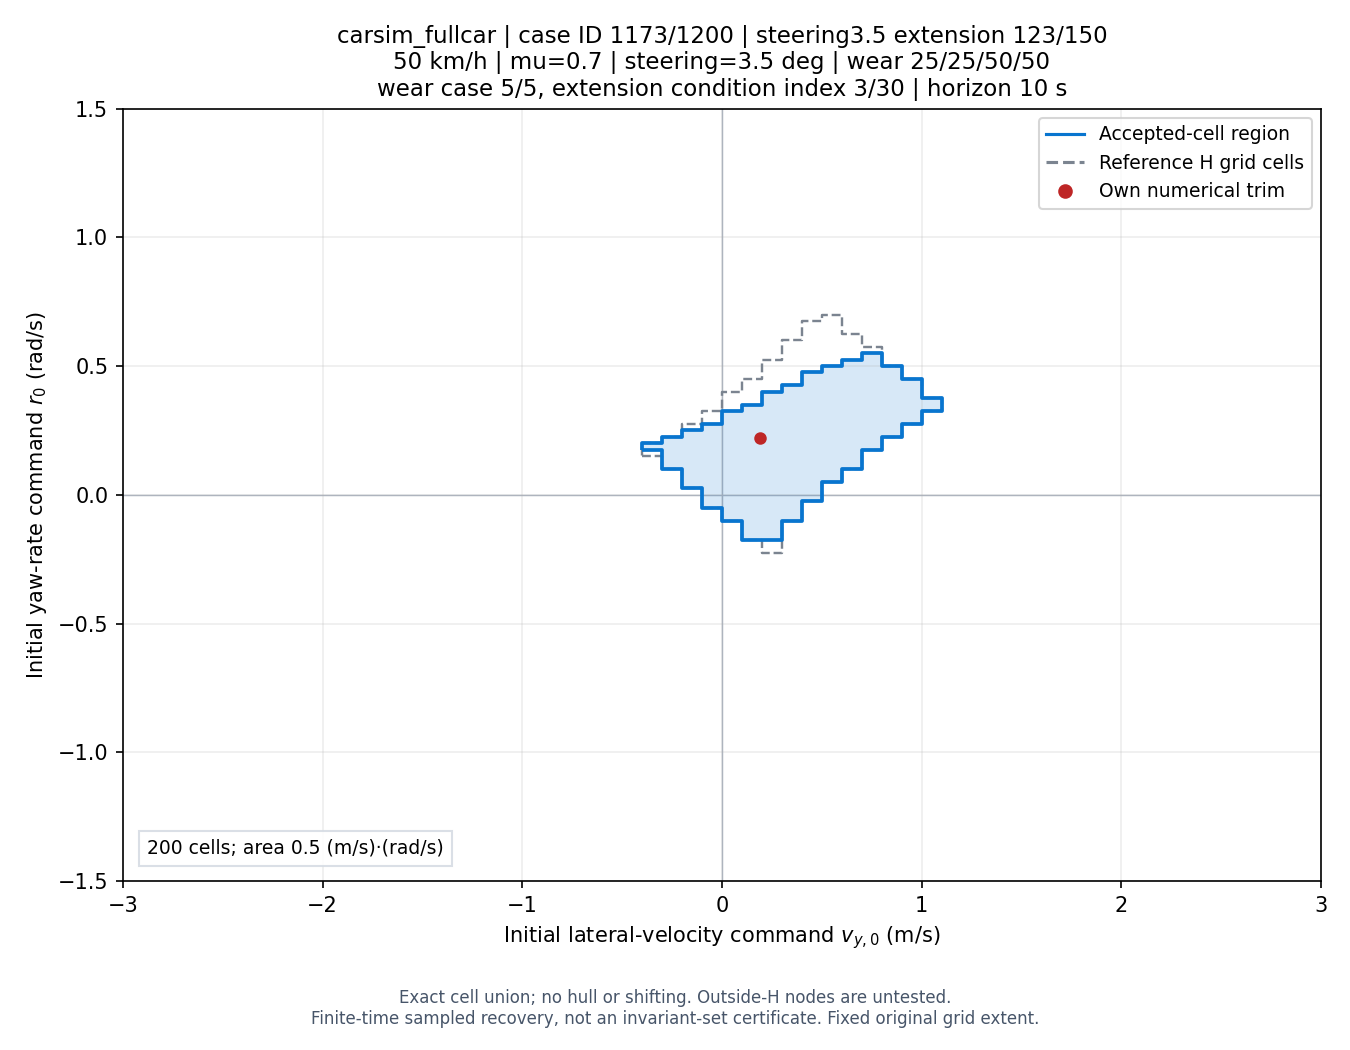 carsim_fullcar | case ID 1173/1200 | steering3.5 extension 123/150
50 km/h | mu=0.7 | steering=3.5 deg | wear 25/25/50/50
wear case 5/5, extension condition index 3/30 | horizon 10 s
Accepted-cell region
Reference H grid cells
Own numerical trim
1.5
1.0
0.5
0.0
−0.5
−1.0
−1.5
Initial yaw-rate command r₀ (rad/s)
200 cells; area 0.5 (m/s)·(rad/s)
−3
−2
−1
0
1
2
3
Initial lateral-velocity command v_{y,0} (m/s)
Exact cell union; no hull or shifting. Outside-H nodes are untested.
Finite-time sampled recovery, not an invariant-set certificate. Fixed original grid extent.